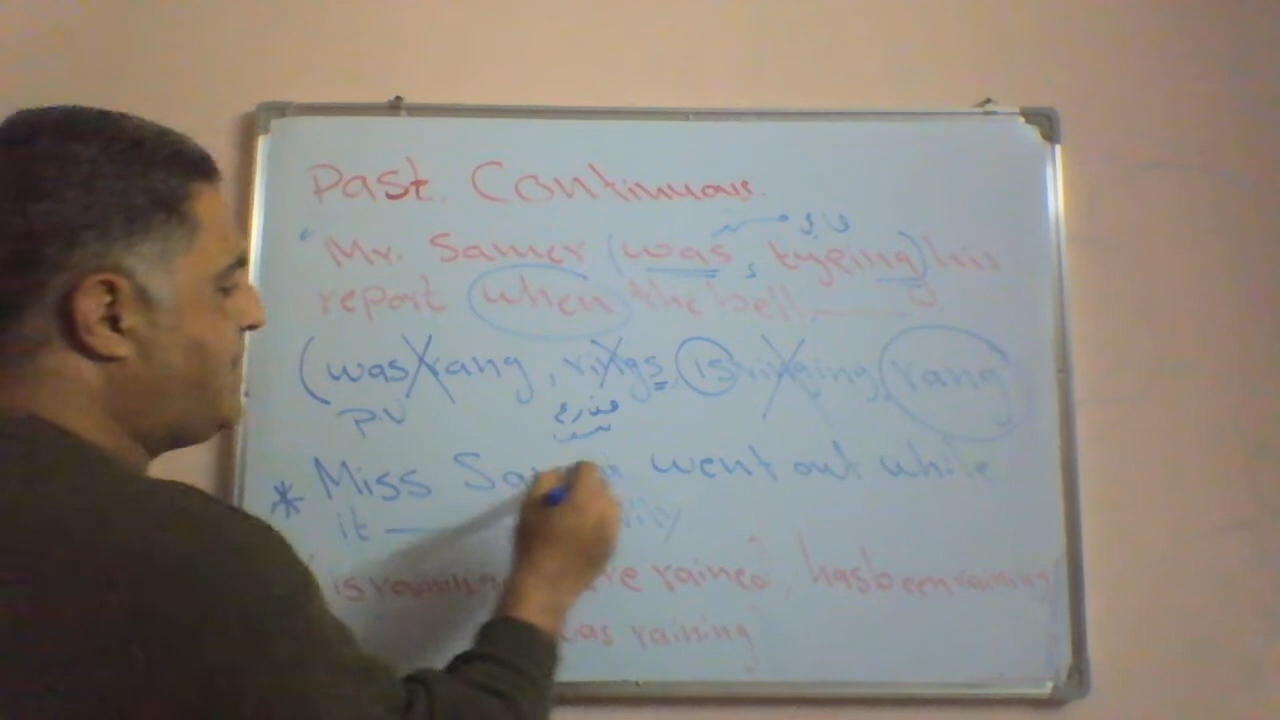 Past Continuous.
Mr. Samer (was, tyeing) his
report when the bell
(was rang, rings, is ringing, rang
P.V
* Miss went out while
it
is raining rained, has been raining
was raining